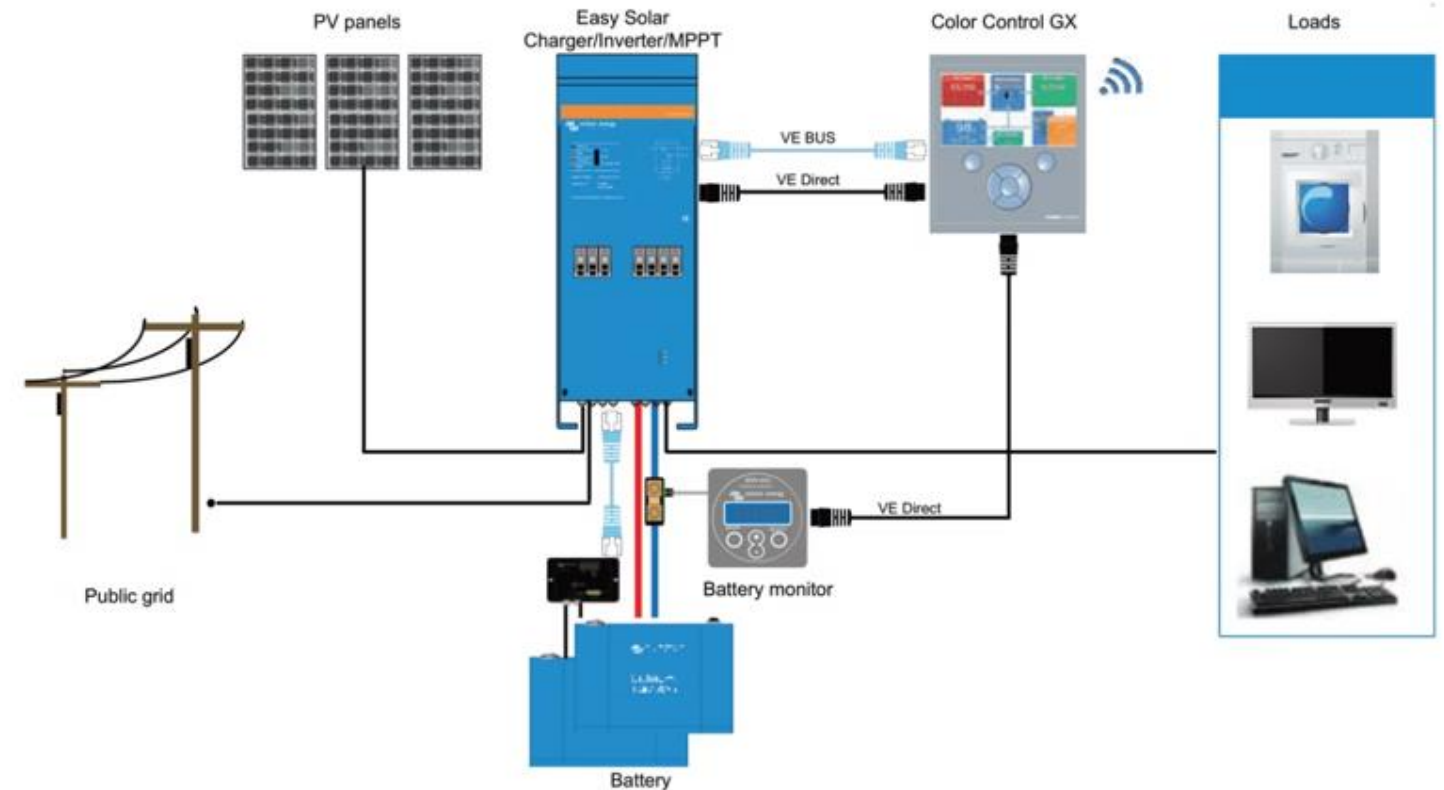 PV panels
Easy Solar
Charger/Inverter/MPPT
Color Control GX
Loads
VE BUS
VE Direct
VE Direct
Public grid
Battery monitor
Battery